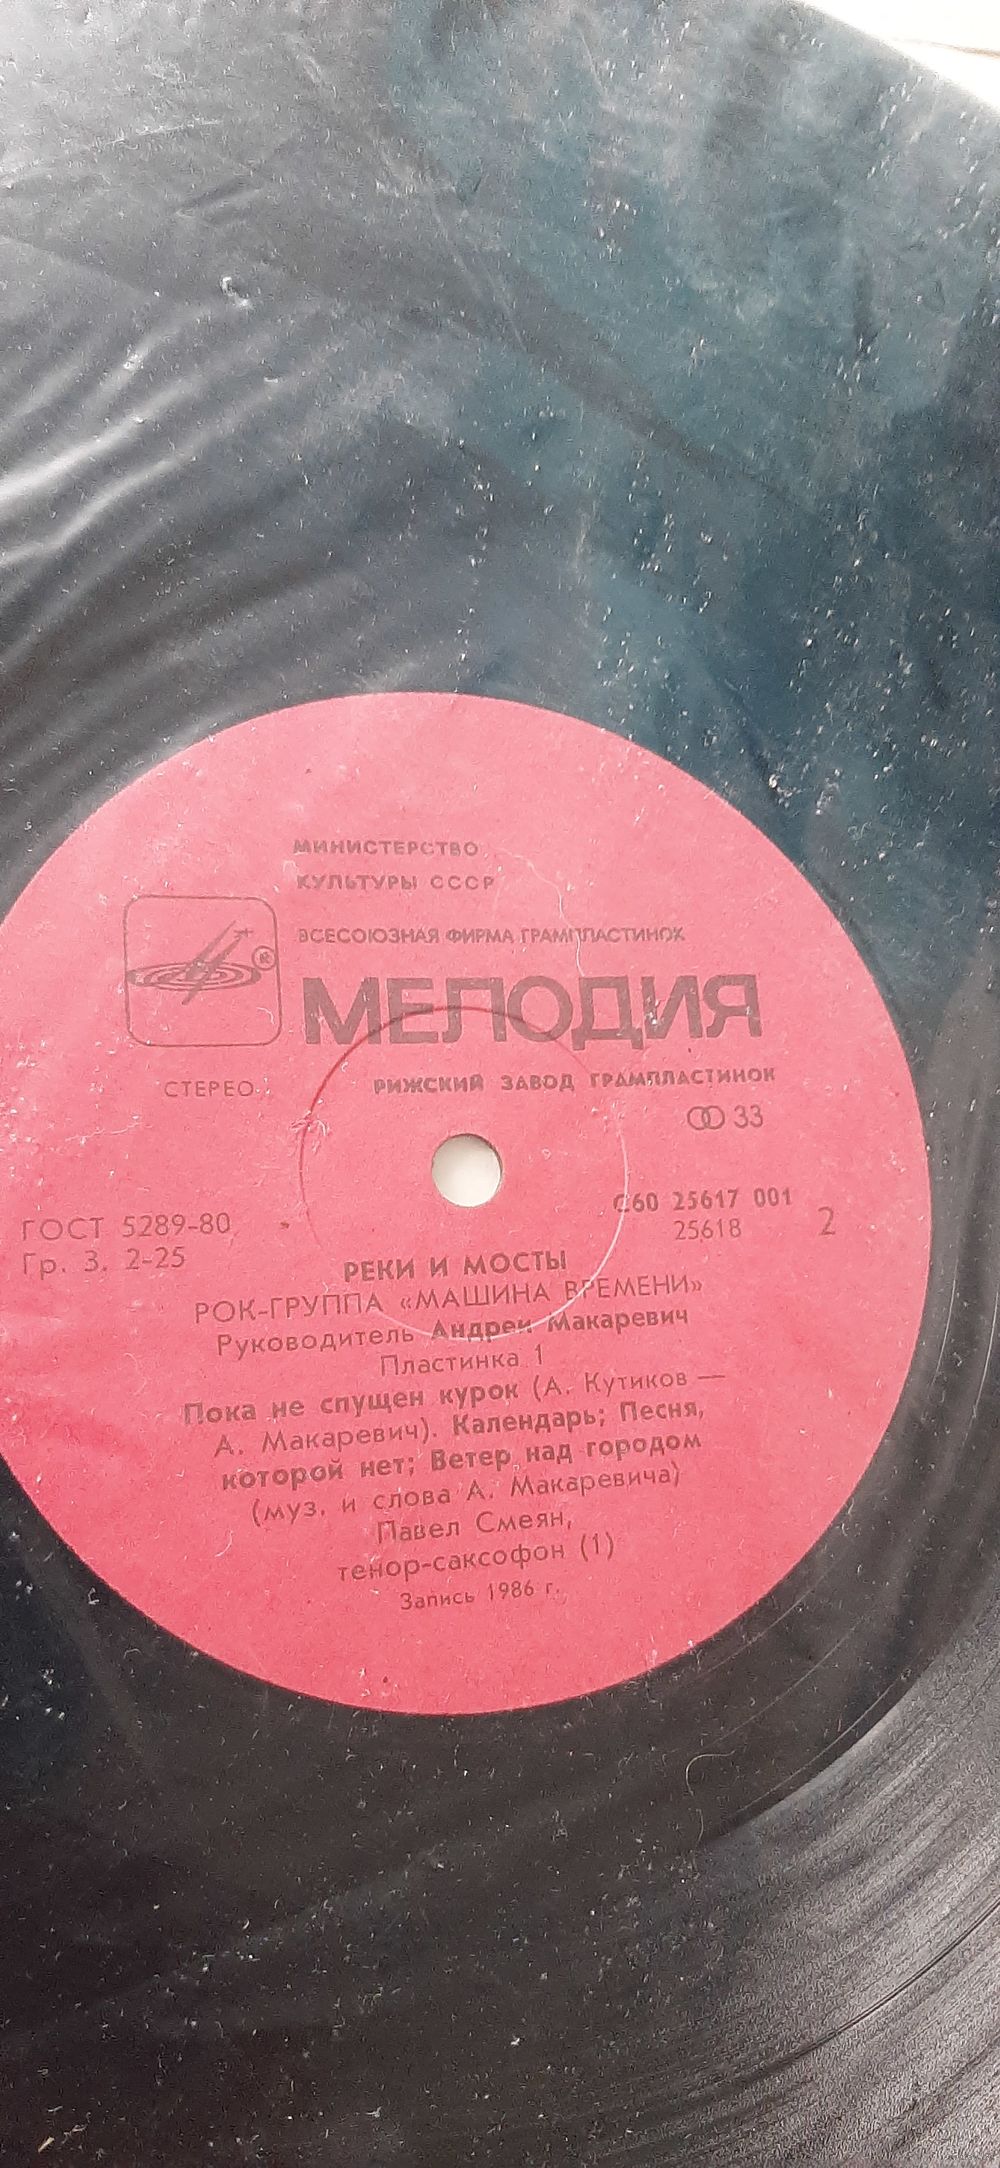 МИНИСТЕРСТВО
КУЛЬТУРЫ СССР
ВСЕСОЮЗНАЯ ФИРМА ГРАМПЛАСТИНОК
®
МЕЛОДИЯ
СТЕРЕО
РИЖСКИЙ ЗАВОД ГРАМПЛАСТИНОК
33
ГОСТ 5289-80
Гр. 3. 2-25
С60 25617 001
25618
2
РЕКИ И МОСТЫ
РОК-ГРУППА «МАШИНА ВРЕМЕНИ»
Руководитель Андрей Макаревич
Пластинка 1
Пока не спущен курок (А. Кутиков —
А. Макаревич). Календарь; Песня,
которой нет; Ветер над городом
(муз. и слова А. Макаревича)
Павел Смеян,
тенор-саксофон (1)
Запись 1986 г.